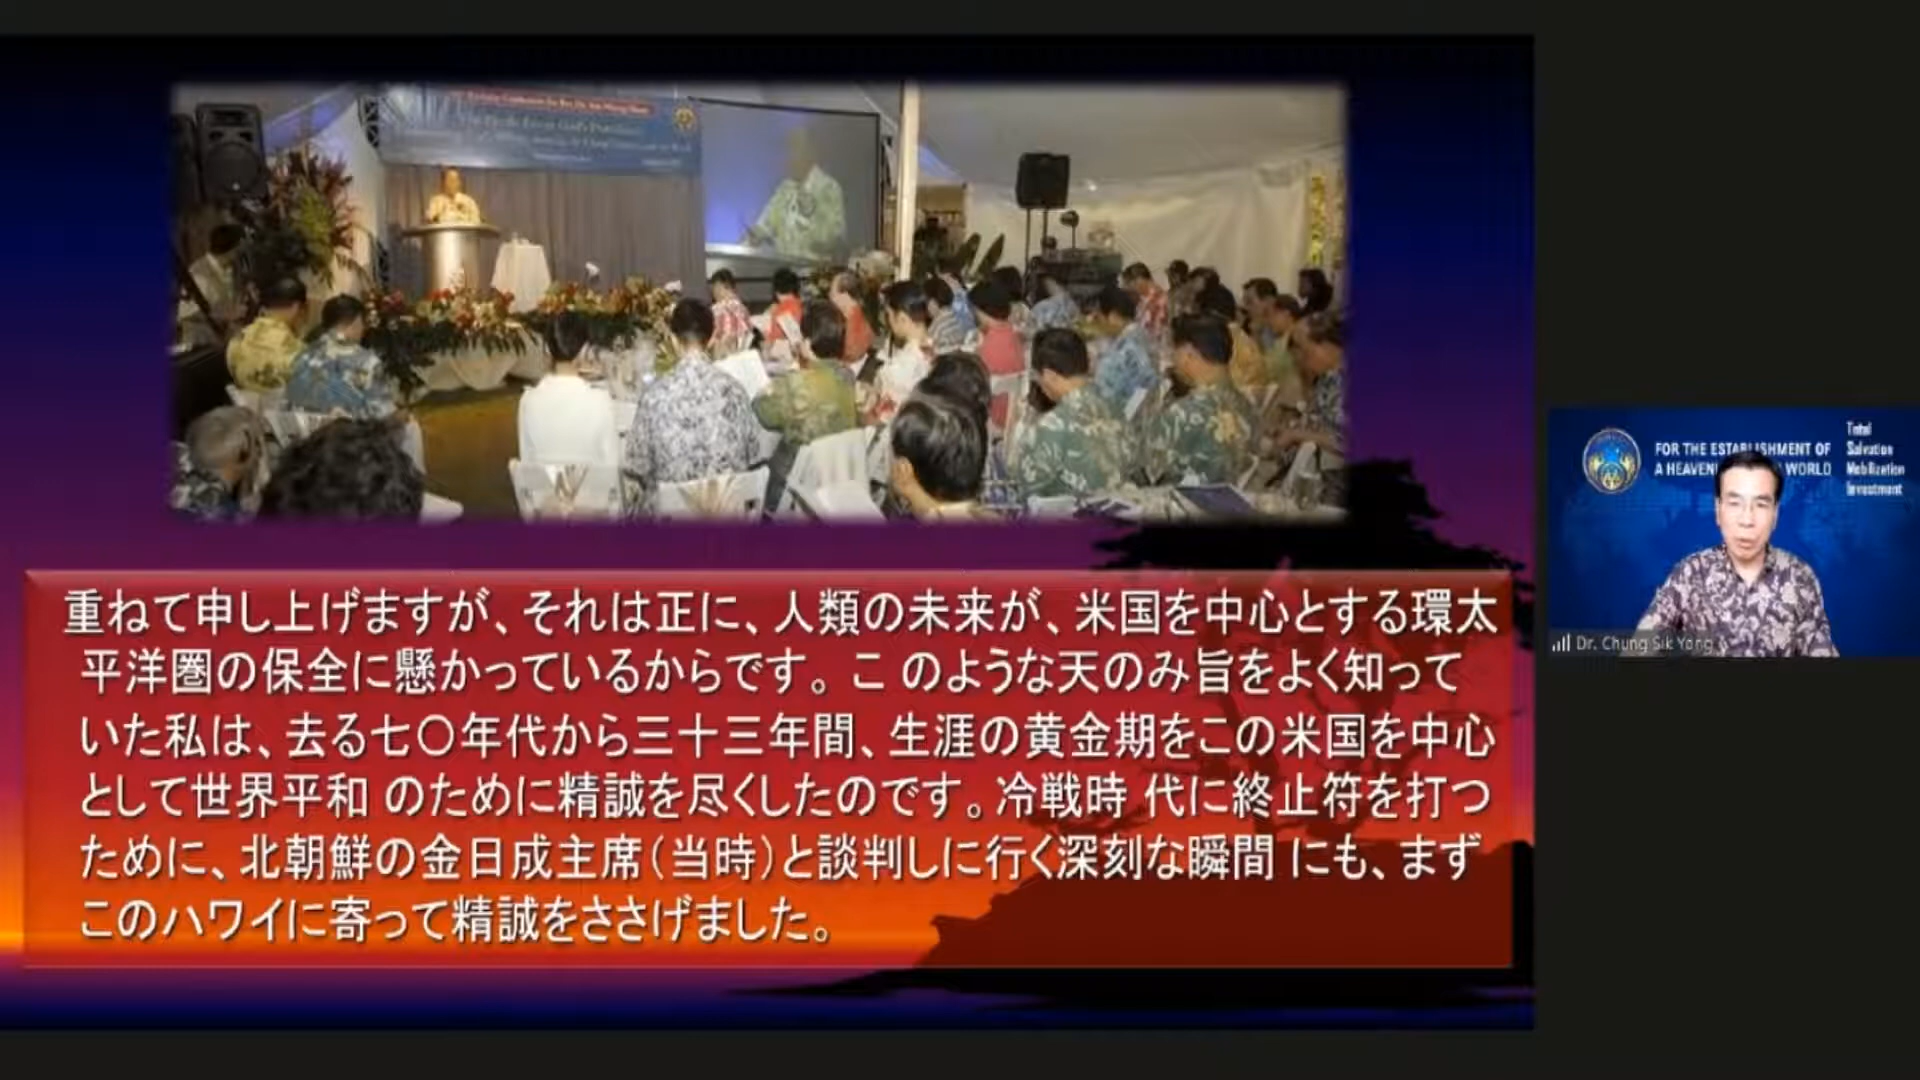 重ねて申し上げますが、それは正に、人類の未来が、米国を中心とする環太
平洋圏の保全に懸かっているからです。こ のような天のみ旨をよく知って
いた私は、去る七〇年代から三十三年間、生涯の黄金期をこの米国を中心
として世界平和 のために精誠を尽くしたのです。冷戦時 代に終止符を打つ
ために、北朝鮮の金日成主席（当時）と談判しに行く深刻な瞬間 にも、まず
このハワイに寄って精誠をささげました。
FOR THE ESTABLISHMENT OF
A HEAVENL WORLD
Total
Salvation
Mobilization
Investment
Dr. Chung Sik Yong